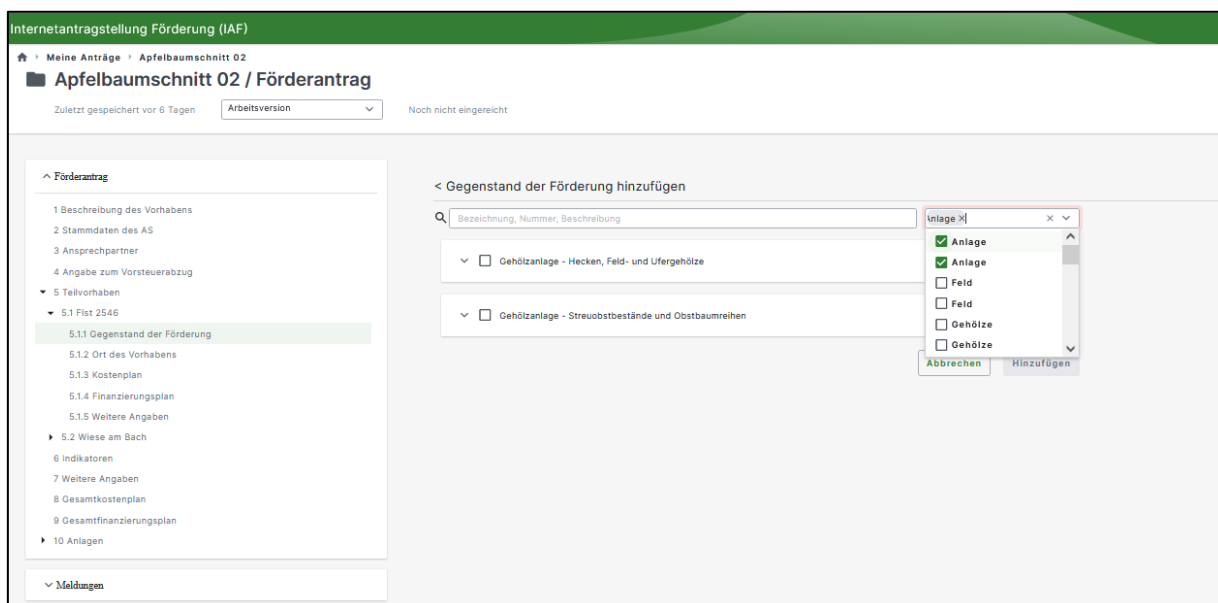 Internetantragstellung Förderung (IAF)
Meine Anträge › Apfelbaumschnitt 02
Apfelbaumschnitt 02 / Förderantrag
Zuletzt gespeichert vor 6 Tagen
Arbeitsversion
Noch nicht eingereicht
Förderantrag
1 Beschreibung des Vorhabens
2 Stammdaten des AS
3 Ansprechpartner
4 Angabe zum Vorsteuerabzug
5 Teilvorhaben
5.1 Flst 2546
5.1.1 Gegenstand der Förderung
5.1.2 Ort des Vorhabens
5.1.3 Kostenplan
5.1.4 Finanzierungsplan
5.1.5 Weitere Angaben
5.2 Wiese am Bach
6 Indikatoren
7 Weitere Angaben
8 Gesamtkostenplan
9 Gesamtfinanzierungsplan
10 Anlagen
Meldungen
< Gegenstand der Förderung hinzufügen
Bezeichnung, Nummer, Beschreibung
Anlage ×
Gehölzanlage - Hecken, Feld- und Ufergehölze
Gehölzanlage - Streuobstbestände und Obstbaumreihen
Anlage
Anlage
Feld
Feld
Gehölze
Gehölze
Abbrechen
Hinzufügen